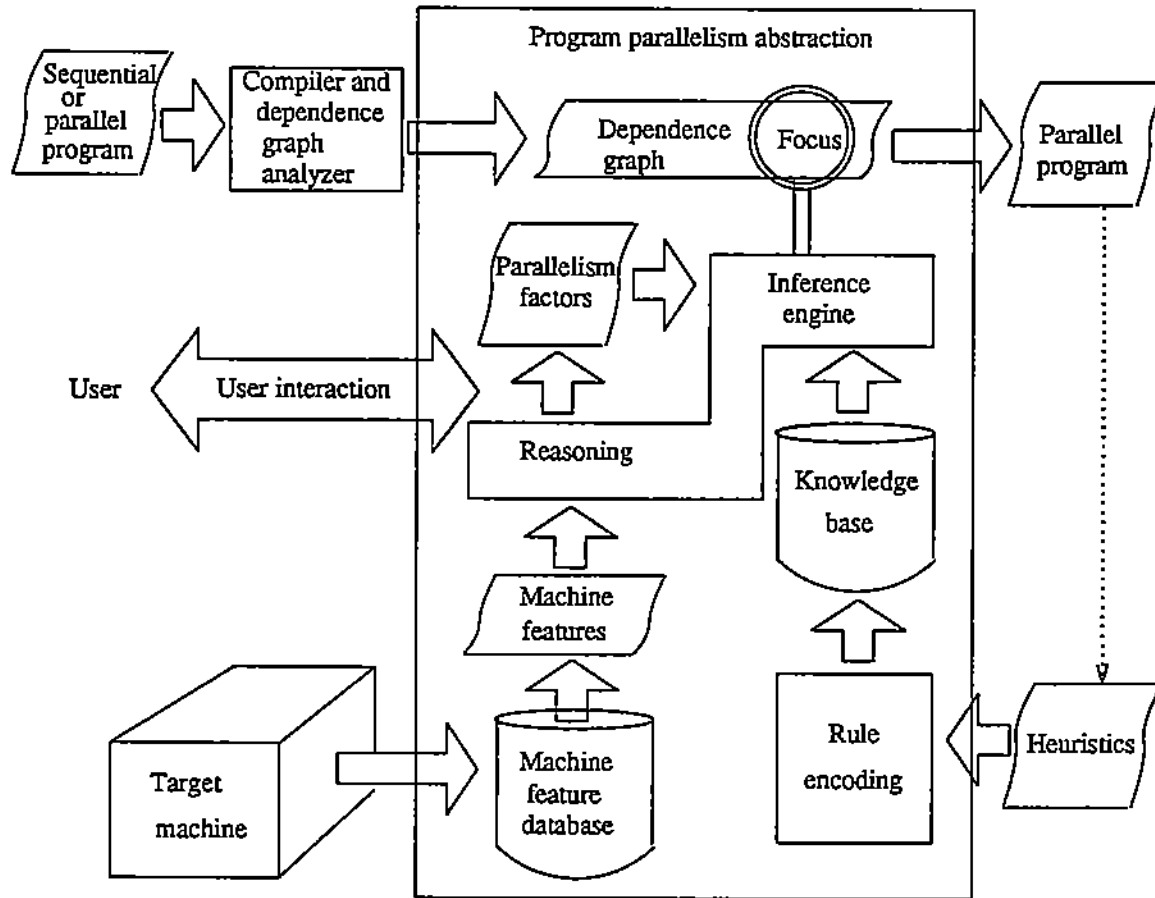 Program parallelism abstraction
Sequential
or
parallel
program
Compiler and
dependence
graph
analyzer
Dependence
graph
Focus
Parallel
program
Parallelism
factors
Inference
engine
User
User interaction
Reasoning
Knowledge
base
Machine
features
Target
machine
Machine
feature
database
Rule
encoding
Heuristics